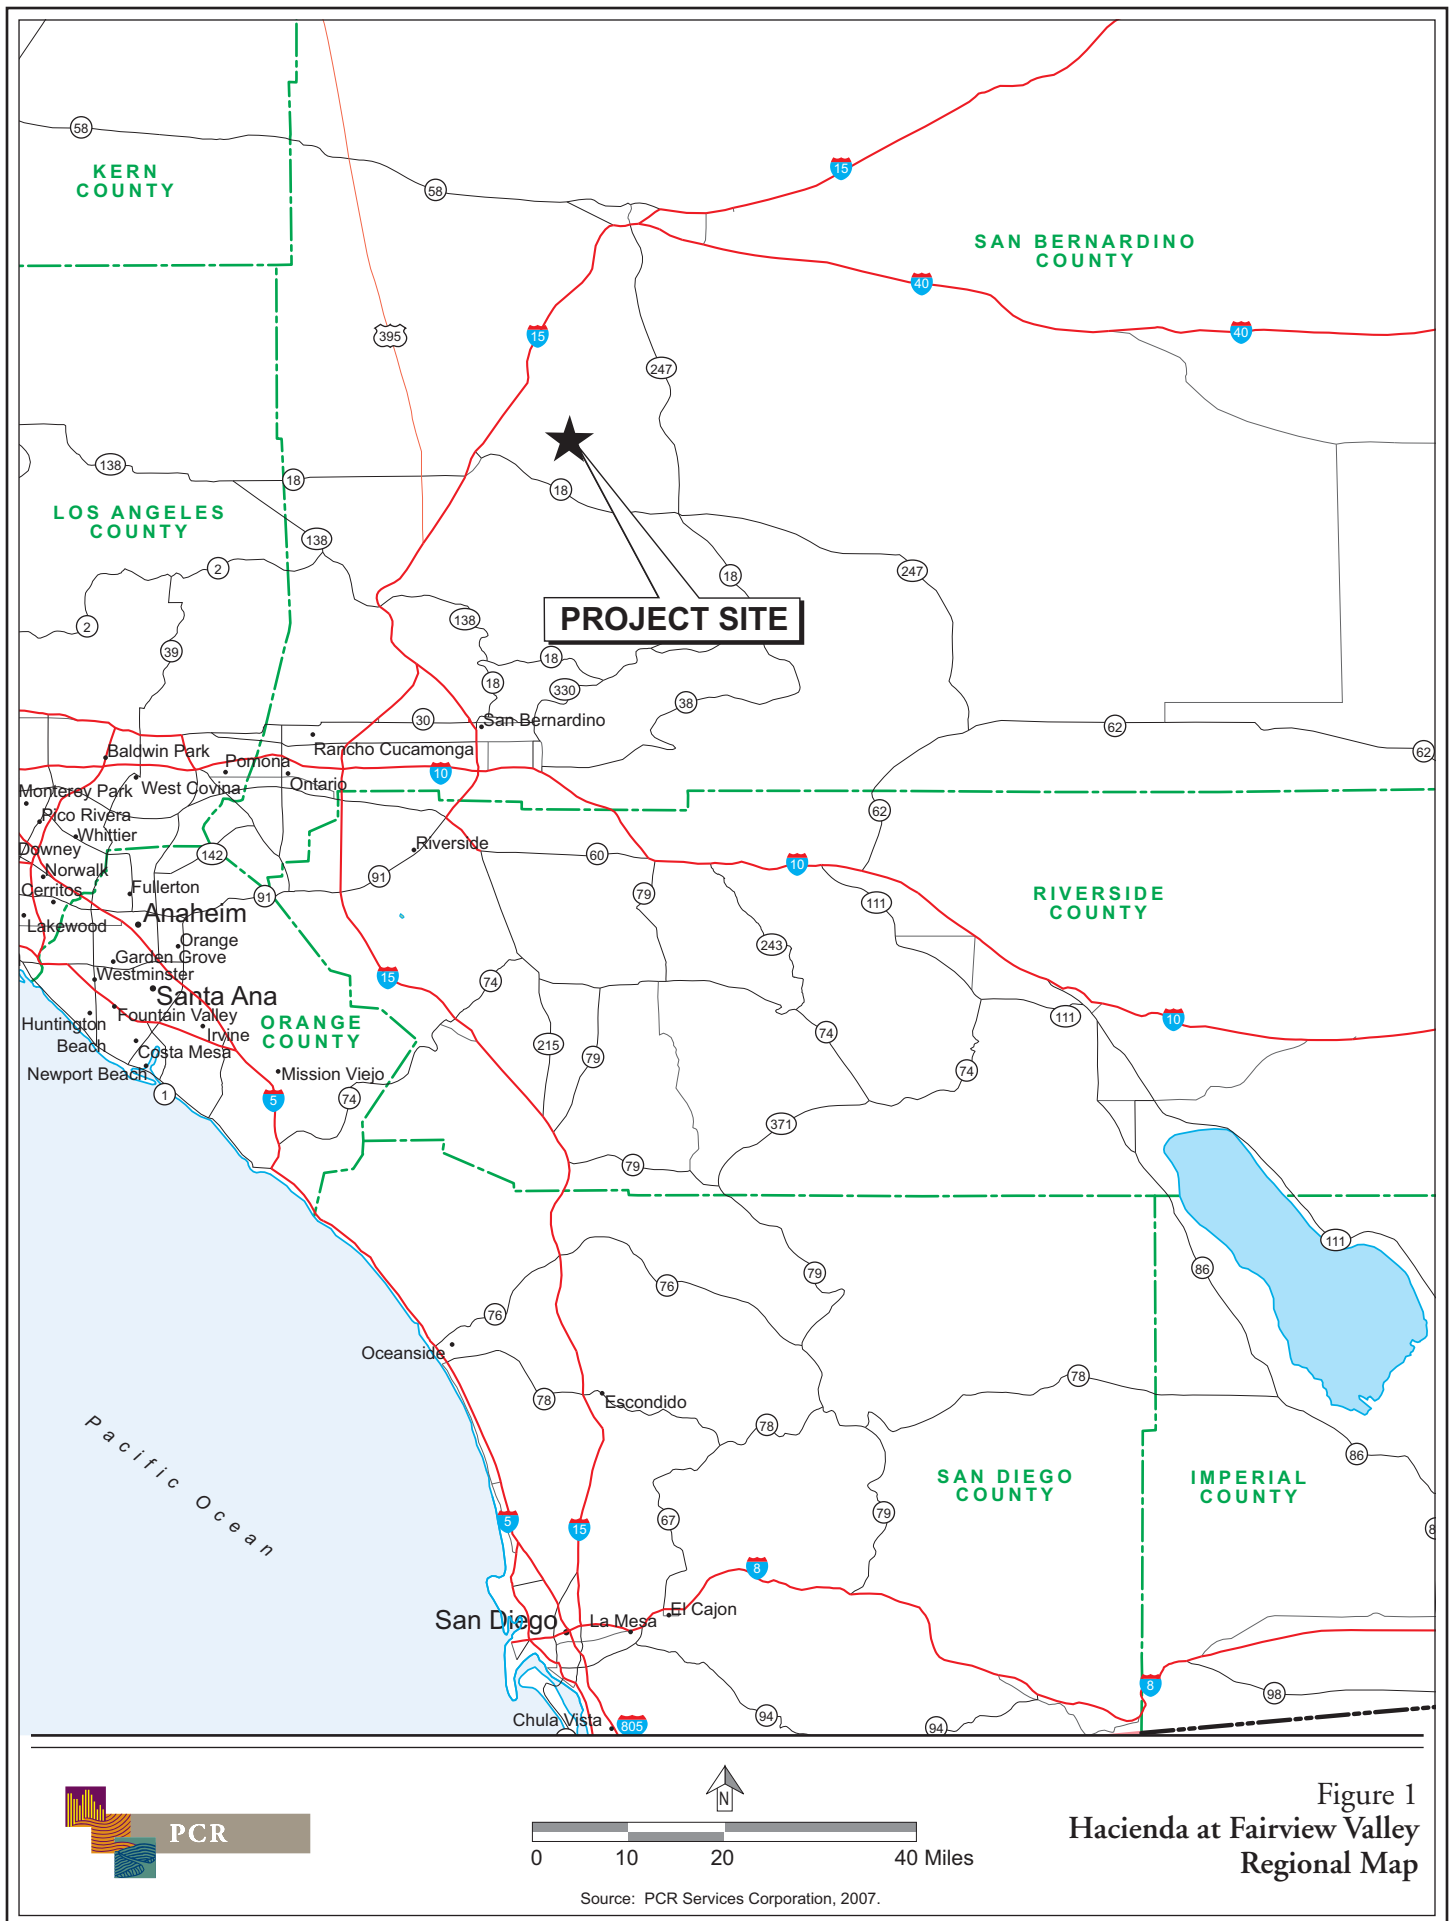 58
KERN
COUNTY
58
15
SAN BERNARDINO
COUNTY
40
40
395
15
247
138
18
18
LOS ANGELES
COUNTY
138
2
247
18
2
138
PROJECT SITE
39
18
18
330
38
30
San Bernardino
62
62
Rancho Cucamonga
Baldwin Park
Pomona
10
West Covina
Ontario
Monterey Park
62
Pico Rivera
Whittier
Riverside
Downey
142
60
10
Norwalk
91
Cerritos
Fullerton
91
79
111
RIVERSIDE
COUNTY
Anaheim
Lakewood
Orange
243
Garden Grove
Westminster
15
74
Santa Ana
Fountain Valley
111
10
Huntington
Beach
Irvine
ORANGE
COUNTY
74
215
79
Costa Mesa
Newport Beach
Mission Viejo
74
1
5
74
371
79
111
86
79
76
76
Oceanside
78
78
Escondido
78
Pacific Ocean
86
SAN DIEGO
COUNTY
IMPERIAL
COUNTY
67
79
5
15
8
San Diego
La Mesa
El Cajon
8
98
94
94
Chula Vista
805
PCR
N
0 10 20 40 Miles
Source: PCR Services Corporation, 2007.
Figure 1
Hacienda at Fairview Valley
Regional Map